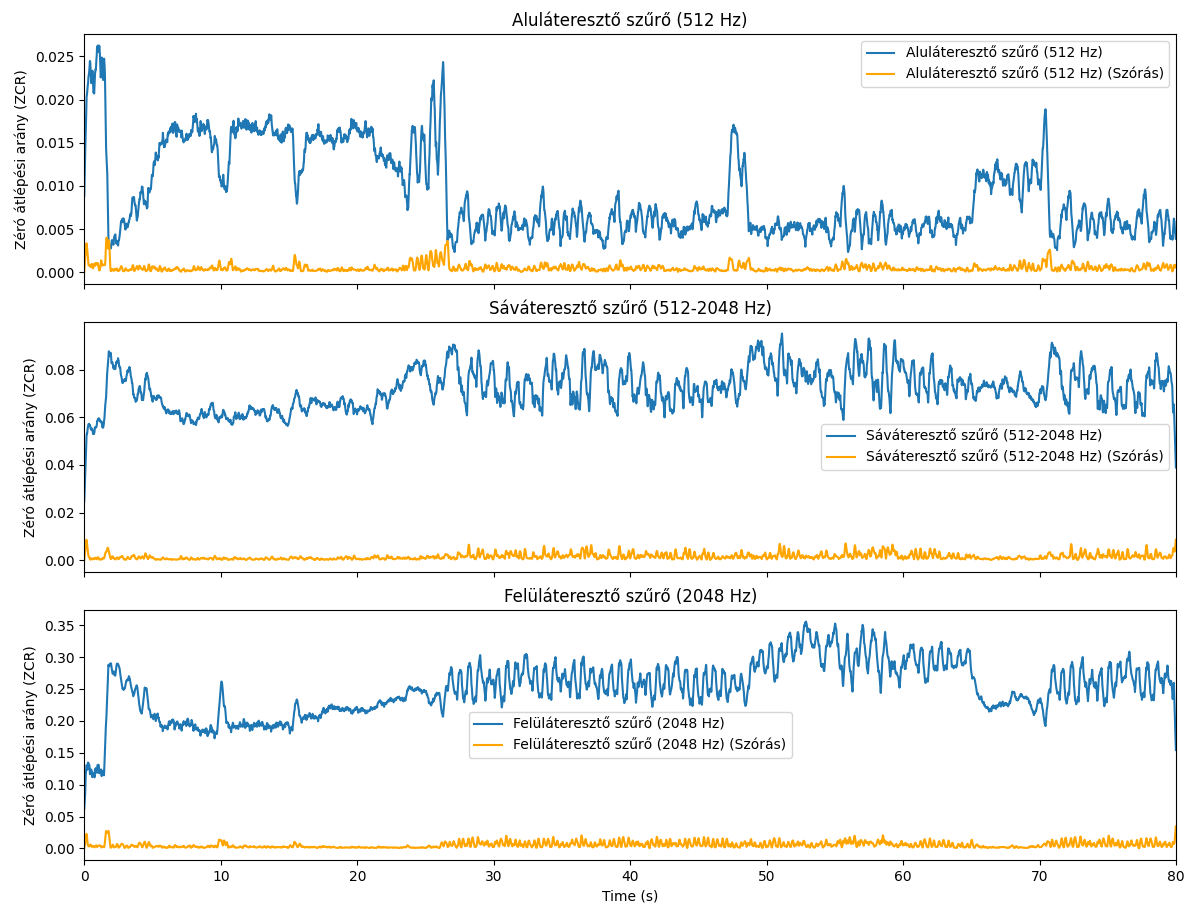 Aluláteresztő szűrő (512 Hz)
Zéró átlépési arány (ZCR)
0.025
0.020
0.015
0.010
0.005
0.000
Aluláteresztő szűrő (512 Hz)
Aluláteresztő szűrő (512 Hz) (Szórás)
Sáváteresztő szűrő (512-2048 Hz)
Zéró átlépési arány (ZCR)
0.08
0.06
0.04
0.02
0.00
Sáváteresztő szűrő (512-2048 Hz)
Sáváteresztő szűrő (512-2048 Hz) (Szórás)
Felüláteresztő szűrő (2048 Hz)
Zéró átlépési arány (ZCR)
0.35
0.30
0.25
0.20
0.15
0.10
0.05
0.00
Felüláteresztő szűrő (2048 Hz)
Felüláteresztő szűrő (2048 Hz) (Szórás)
0 10 20 30 40 50 60 70 80
Time (s)